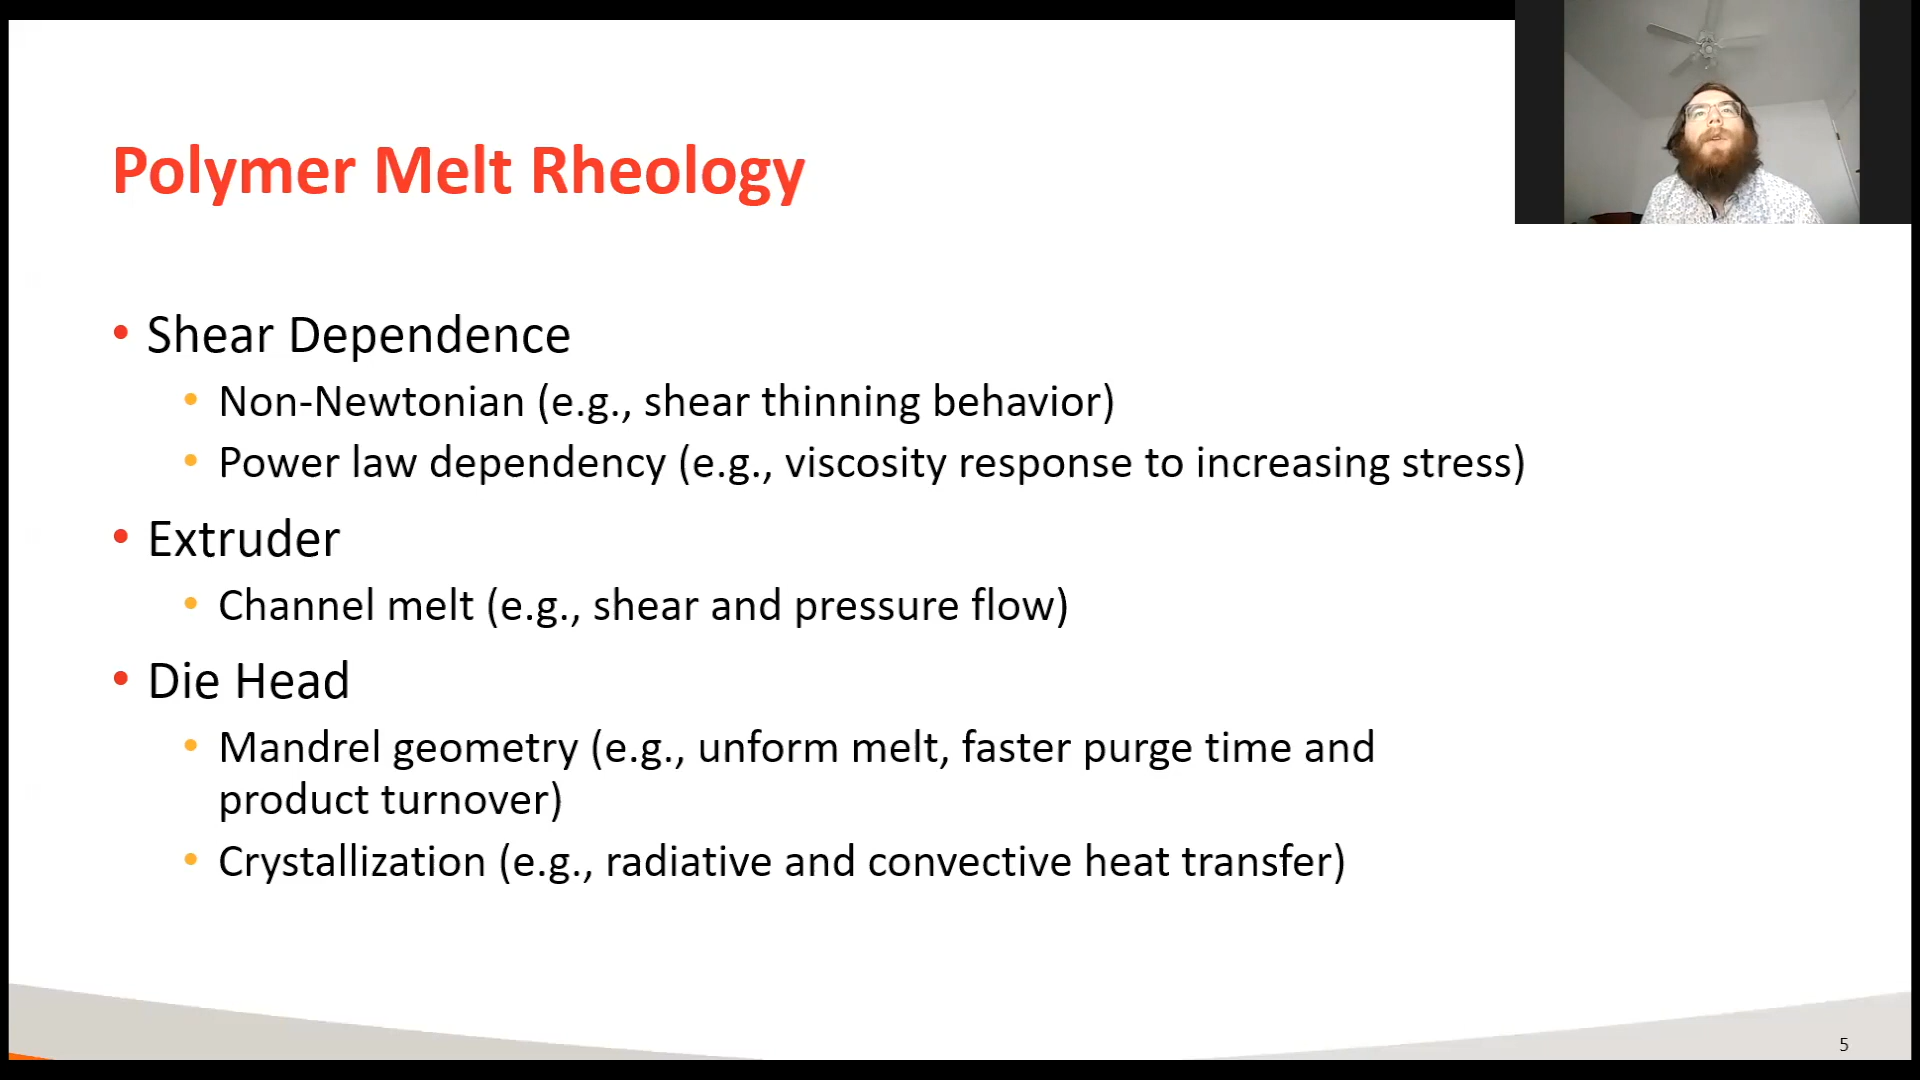 Polymer Melt Rheology
• Shear Dependence
• Non-Newtonian (e.g., shear thinning behavior)
• Power law dependency (e.g., viscosity response to increasing stress)
• Extruder
• Channel melt (e.g., shear and pressure flow)
• Die Head
• Mandrel geometry (e.g., unform melt, faster purge time and
product turnover)
• Crystallization (e.g., radiative and convective heat transfer)
5